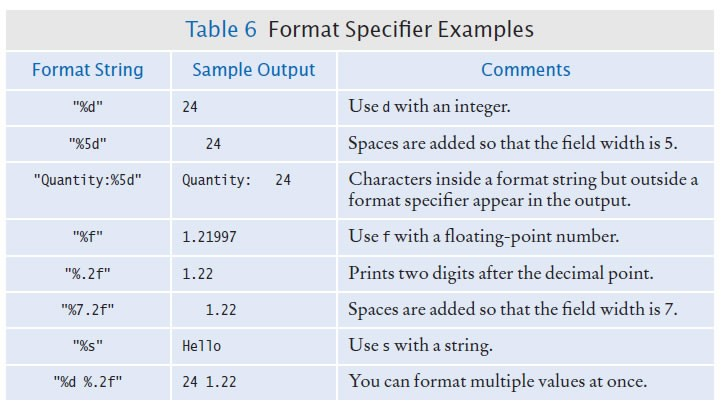 Table 6 Format Specifier Examples
Format String Sample Output Comments
"%d" 24 Use d with an integer.
"%5d" 24 Spaces are added so that the field width is 5.
"Quantity:%5d" Quantity:   24 Characters inside a format string but outside a
format specifier appear in the output.
"%f" 1.21997 Use f with a floating-point number.
"%.2f" 1.22 Prints two digits after the decimal point.
"%7.2f" 1.22 Spaces are added so that the field width is 7.
"%s" Hello Use s with a string.
"%d %.2f" 24 1.22 You can format multiple values at once.